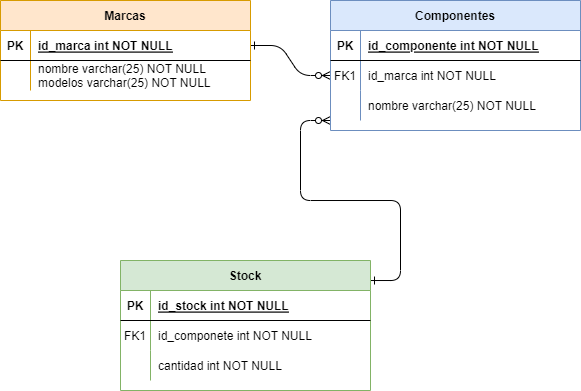 Marcas
PK id_marca int NOT NULL
nombre varchar(25) NOT NULL
modelos varchar(25) NOT NULL
Componentes
PK id_componente int NOT NULL
FK1 id_marca int NOT NULL
nombre varchar(25) NOT NULL
Stock
PK id_stock int NOT NULL
FK1 id_componete int NOT NULL
cantidad int NOT NULL